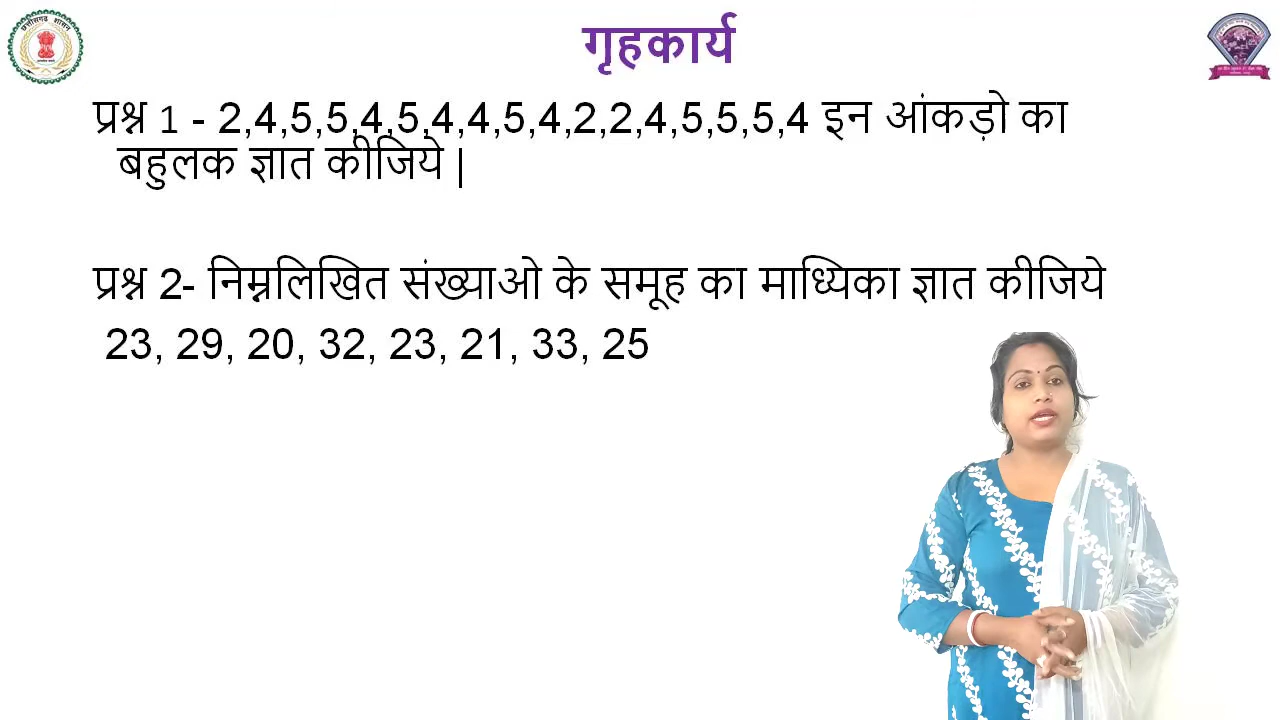 गृहकार्य
प्रश्न 1 - 2,4,5,5,4,5,4,4,5,4,2,2,4,5,5,5,4 इन आंकड़ो का
बहुलक ज्ञात कीजिये |
प्रश्न 2- निम्नलिखित संख्याओ के समूह का माध्यिका ज्ञात कीजिये
23, 29, 20, 32, 23, 21, 33, 25